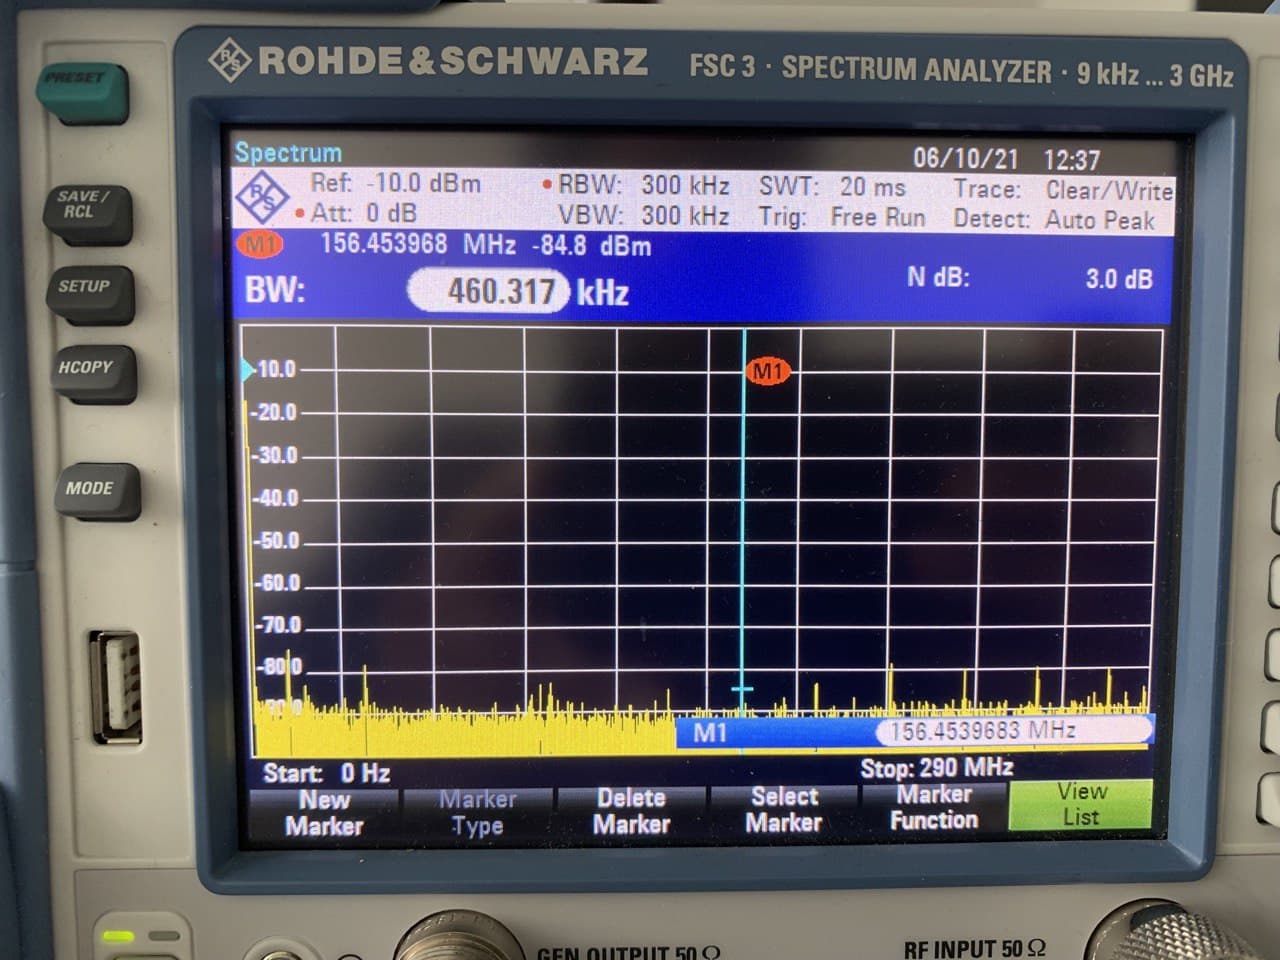 ROHDE & SCHWARZ FSC 3 · SPECTRUM ANALYZER · 9 kHz ... 3 GHz
PRESET
SAVE / RCL
SETUP
HCOPY
MODE
Spectrum 06/10/21 12:37
Ref: -10.0 dBm RBW: 300 kHz SWT: 20 ms Trace: Clear/Write
Att: 0 dB VBW: 300 kHz Trig: Free Run Detect: Auto Peak
M1 156.453968 MHz -84.8 dBm
BW: 460.317 kHz N dB: 3.0 dB
M1
-10.0
-20.0
-30.0
-40.0
-50.0
-60.0
-70.0
-80.0
-90.0
M1 156.4539683 MHz
Start: 0 Hz Stop: 290 MHz
New Marker
Marker Type
Delete Marker
Select Marker
Marker Function
View List
GEN OUTPUT 50 Ω RF INPUT 50 Ω